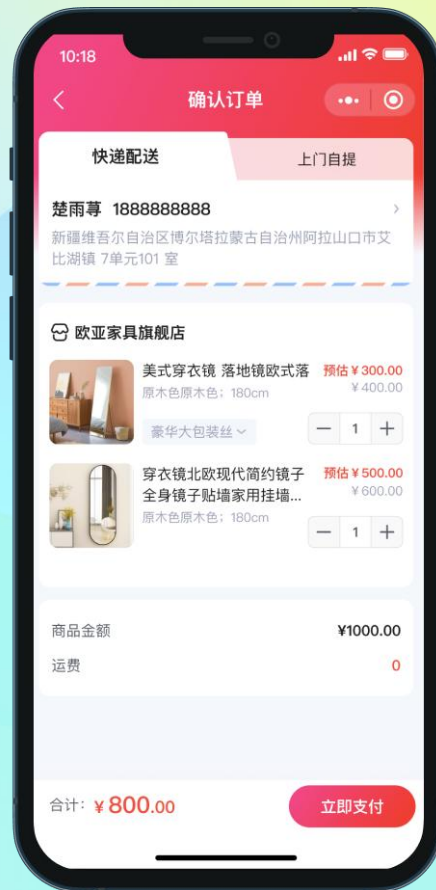 10:18
确认订单
快递配送
上门自提
楚雨荨 1888888888
新疆维吾尔自治区博尔塔拉蒙古自治州阿拉山口市艾
比湖镇 7单元101 室
欧亚家具旗舰店
美式穿衣镜 落地镜欧式落 预估 ¥ 300.00
原木色原木色；180cm ¥ 400.00
豪华大包装丝
1
穿衣镜北欧现代简约镜子 预估 ¥ 500.00
全身镜子贴墙家用挂墙... ¥ 600.00
原木色原木色；180cm
1
商品金额 ¥1000.00
运费 0
合计：¥ 800.00
立即支付